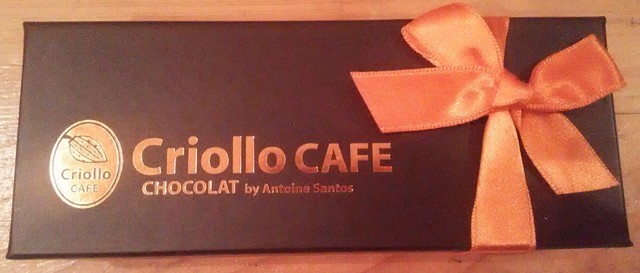 Criollo
CAFE
Criollo CAFE
CHOCOLAT by Antoine Santos